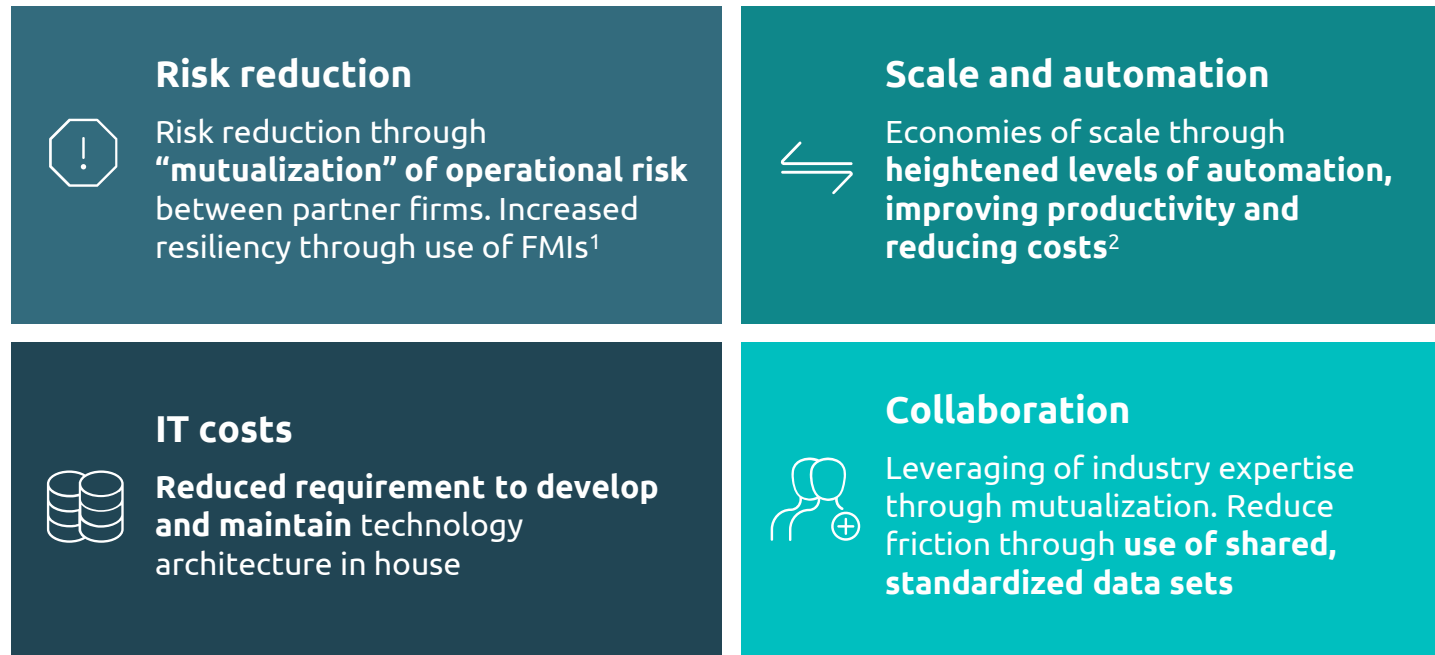 Risk reduction
Risk reduction through
“mutualization” of operational risk
between partner firms. Increased
resiliency through use of FMIs¹
Scale and automation
Economies of scale through
heightened levels of automation,
improving productivity and
reducing costs²
IT costs
Reduced requirement to develop
and maintain technology
architecture in house
Collaboration
Leveraging of industry expertise
through mutualization. Reduce
friction through use of shared,
standardized data sets